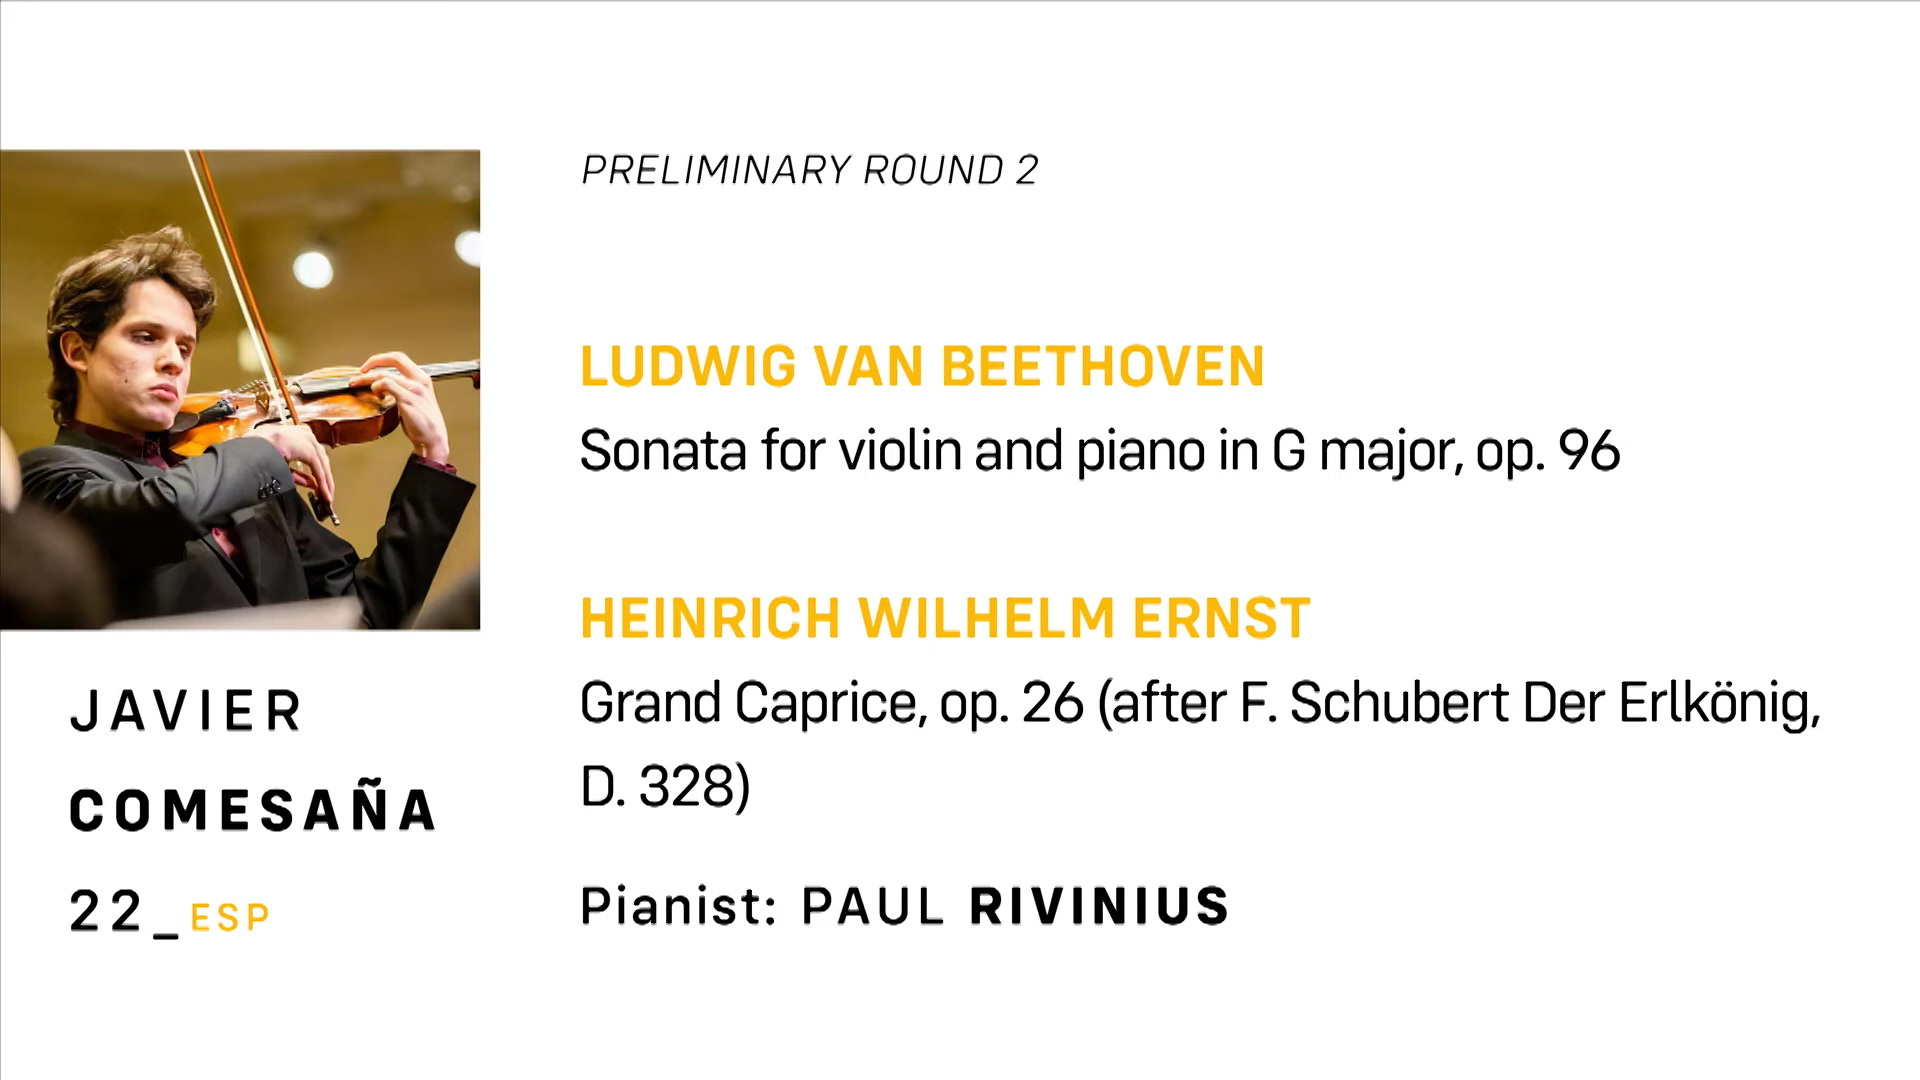 PRELIMINARY ROUND 2
LUDWIG VAN BEETHOVEN
Sonata for violin and piano in G major, op. 96
HEINRICH WILHELM ERNST
Grand Caprice, op. 26 (after F. Schubert Der Erlkönig,
D. 328)
Pianist: PAUL RIVINIUS
JAVIER
COMESAÑA
22_ESP